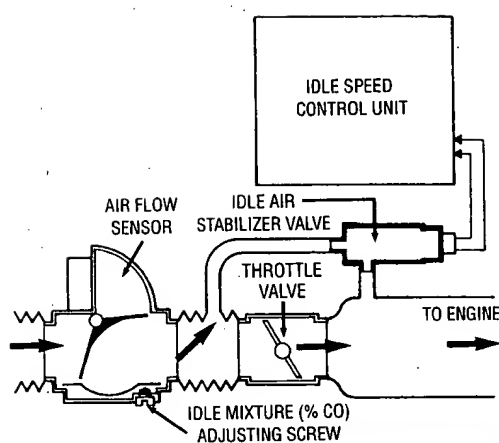 IDLE SPEED
CONTROL UNIT
IDLE AIR
STABILIZER VALVE
AIR FLOW
SENSOR
THROTTLE
VALVE
TO ENGINE
IDLE MIXTURE (% CO)
ADJUSTING SCREW